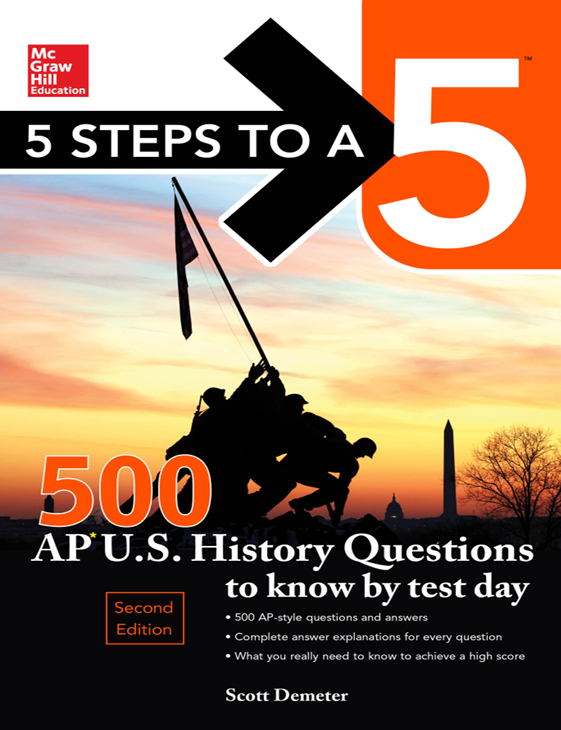 Mc
Graw
Hill
Education
5 STEPS TO A 5™
500
AP* U.S. History Questions
to know by test day
Second
Edition
• 500 AP-style questions and answers
• Complete answer explanations for every question
• What you really need to know to achieve a high score
Scott Demeter